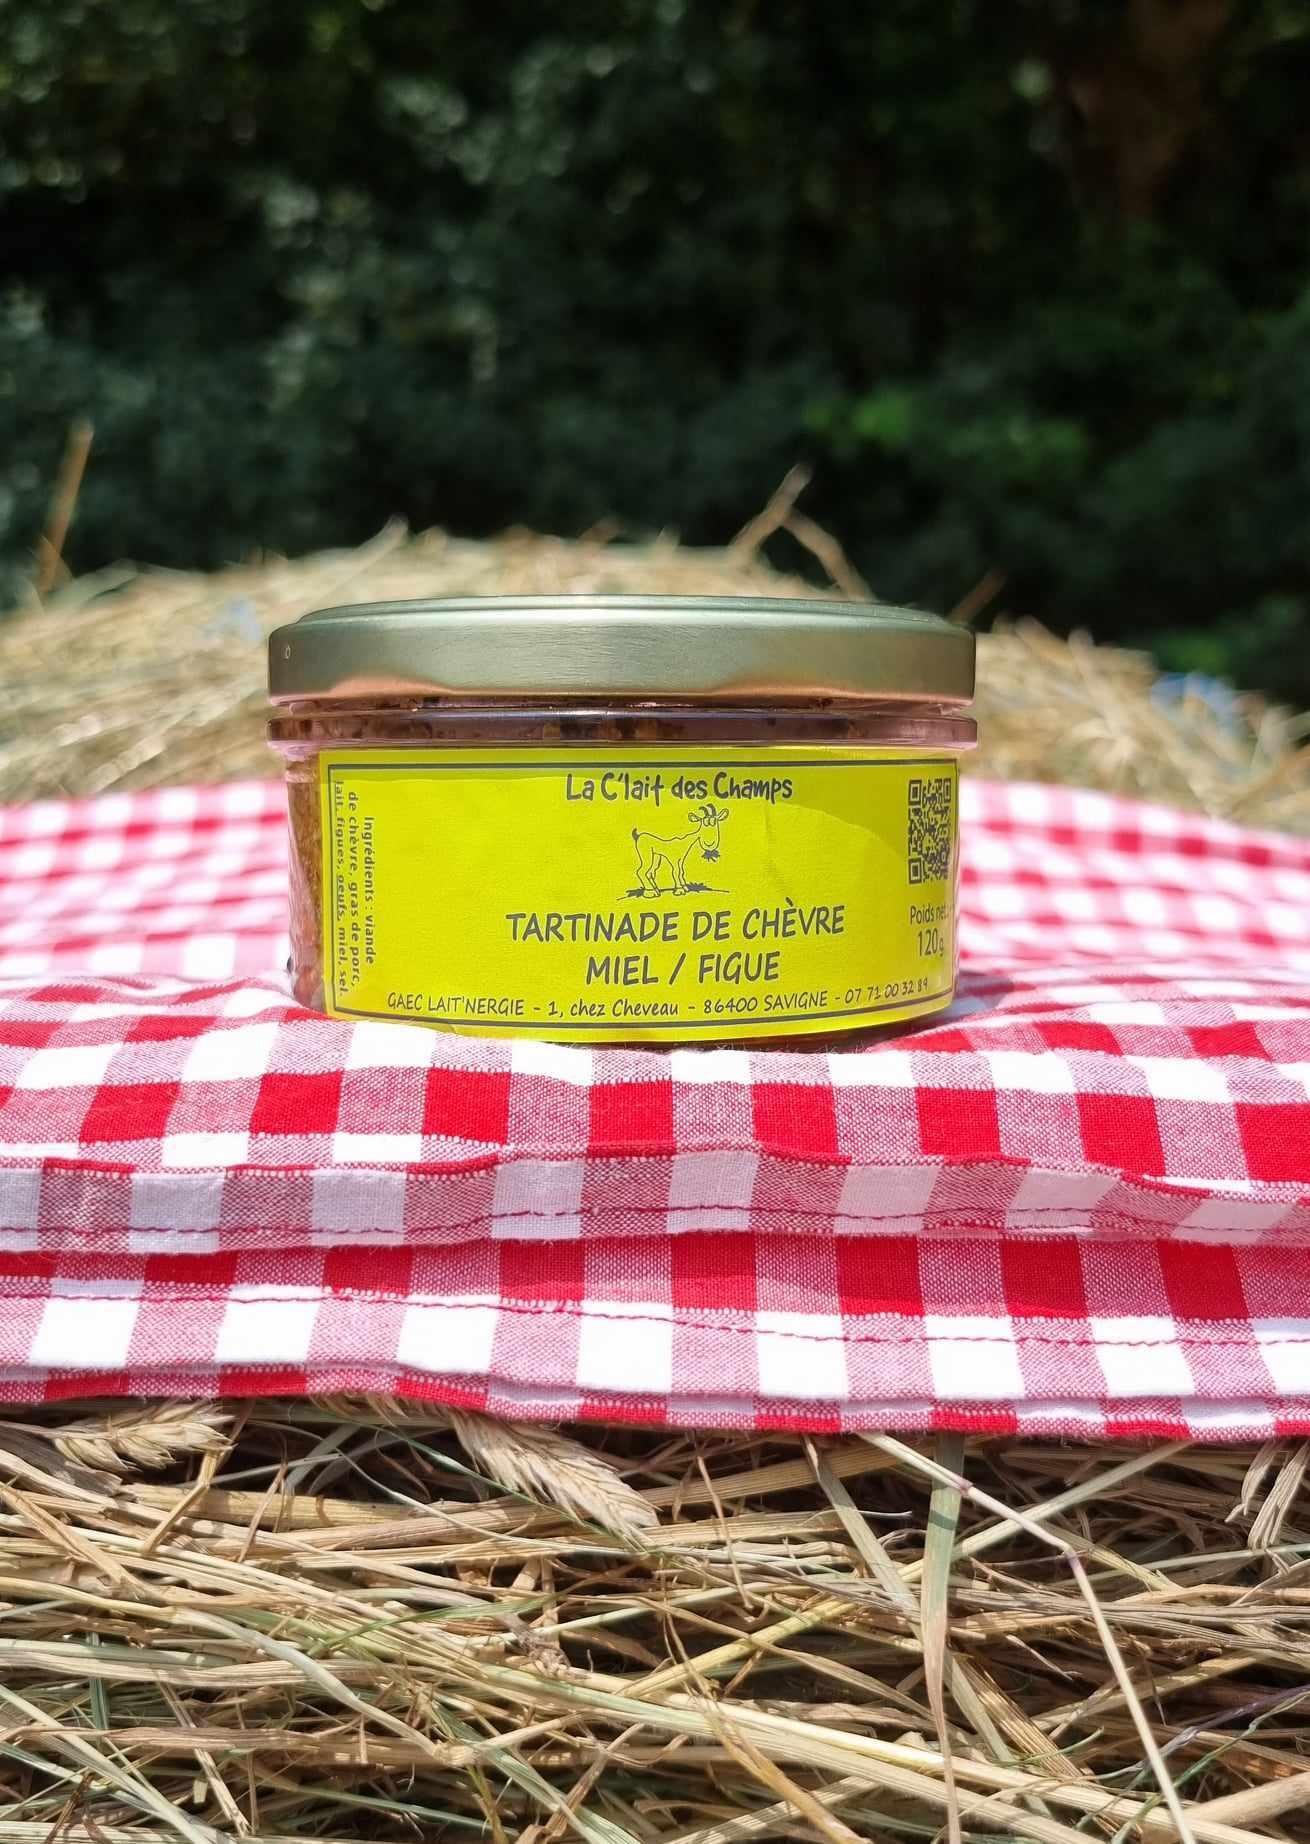 La C'lait des Champs
TARTINADE DE CHÈVRE
MIEL / FIGUE
GAEC LAIT'NERGIE - 1, chez Cheveau - 86400 SAVIGNE - 07 71 00 32 89
Ingrédients : viande
de chèvre, gras de porc,
lait, figues, oeufs, miel, sel.
Poids net:
120g